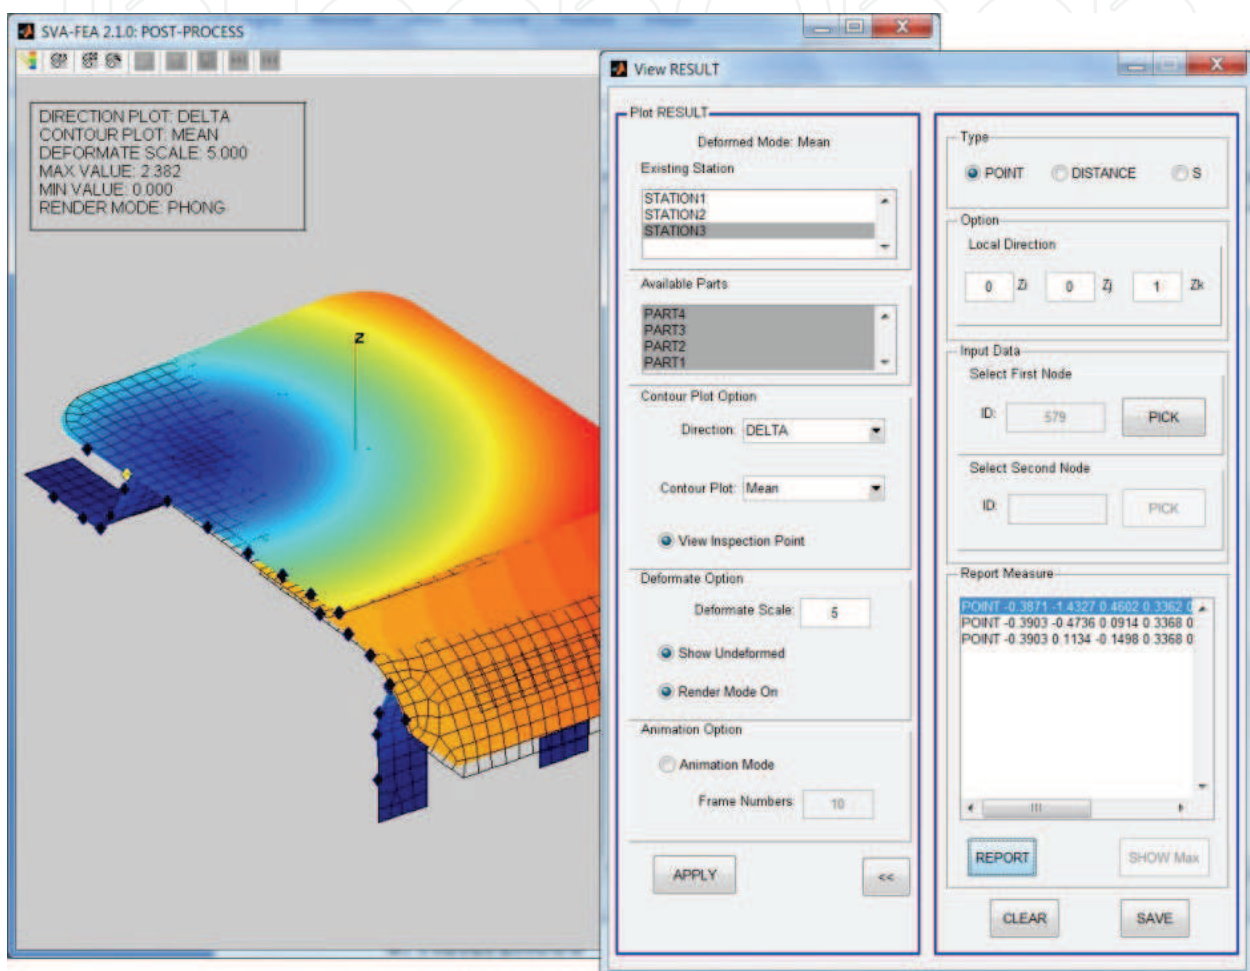 SVA-FEA 2.1.0: POST-PROCESS
DIRECTION PLOT: DELTA
CONTOUR PLOT: MEAN
DEFORMATE SCALE: 5.000
MAX VALUE: 2.382
MIN VALUE: 0.000
RENDER MODE: PHONG
Z
View RESULT
Plot RESULT
Deformed Mode: Mean
Existing Station
STATION1
STATION2
STATION3
Available Parts
PART4
PART3
PART2
PART1
Contour Plot Option
Direction: DELTA
Contour Plot: Mean
View Inspection Point
Deformate Option
Deformate Scale: 5
Show Undeformed
Render Mode On
Animation Option
Animation Mode
Frame Numbers 10
APPLY
<<
Type
POINT DISTANCE S
Option
Local Direction
0 Zi 0 Zj 1 Zk
Input Data
Select First Node
ID: 579 PICK
Select Second Node
ID: PICK
Report Measure
POINT -0.3871 -1.4327 0.4602 0.3362 0
POINT -0.3903 -0.4736 0.0914 0.3368 0
POINT -0.3903 0.1134 -0.1498 0.3368 0
REPORT SHOW Max
CLEAR SAVE